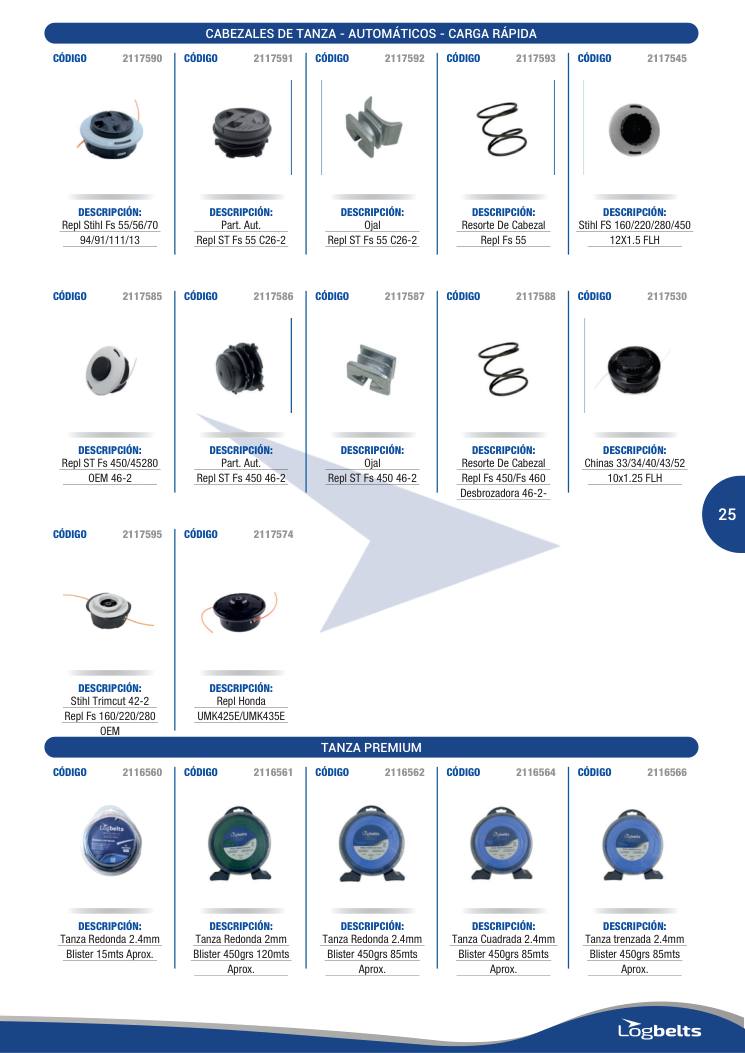 CABEZALES DE TANZA - AUTOMÁTICOS - CARGA RÁPIDA
CÓDIGO 2117590
DESCRIPCIÓN:
Repl Stihl Fs 55/56/70
94/91/111/13
CÓDIGO 2117591
DESCRIPCIÓN:
Part. Aut.
Repl ST Fs 55 C26-2
CÓDIGO 2117592
DESCRIPCIÓN:
Ojal
Repl ST Fs 55 C26-2
CÓDIGO 2117593
DESCRIPCIÓN:
Resorte De Cabezal
Repl Fs 55
CÓDIGO 2117545
DESCRIPCIÓN:
Stihl FS 160/220/280/450
12X1.5 FLH
CÓDIGO 2117585
DESCRIPCIÓN:
Repl ST Fs 450/45280
OEM 46-2
CÓDIGO 2117586
DESCRIPCIÓN:
Part. Aut.
Repl ST Fs 450 46-2
CÓDIGO 2117587
DESCRIPCIÓN:
Ojal
Repl ST Fs 450 46-2
CÓDIGO 2117588
DESCRIPCIÓN:
Resorte De Cabezal
Repl Fs 450/Fs 460
Desbrozadora 46-2-
CÓDIGO 2117530
DESCRIPCIÓN:
Chinas 33/34/40/43/52
10x1.25 FLH
25
CÓDIGO 2117595
DESCRIPCIÓN:
Stihl Trimcut 42-2
Repl Fs 160/220/280
OEM
CÓDIGO 2117574
DESCRIPCIÓN:
Repl Honda
UMK425E/UMK435E
TANZA PREMIUM
CÓDIGO 2116560
Logbelts
DESCRIPCIÓN:
Tanza Redonda 2.4mm
Blister 15mts Aprox.
CÓDIGO 2116561
DESCRIPCIÓN:
Tanza Redonda 2mm
Blister 450grs 120mts
Aprox.
CÓDIGO 2116562
DESCRIPCIÓN:
Tanza Redonda 2.4mm
Blister 450grs 85mts
Aprox.
CÓDIGO 2116564
DESCRIPCIÓN:
Tanza Cuadrada 2.4mm
Blister 450grs 85mts
Aprox.
CÓDIGO 2116566
DESCRIPCIÓN:
Tanza trenzada 2.4mm
Blister 450grs 85mts
Aprox.
Logbelts